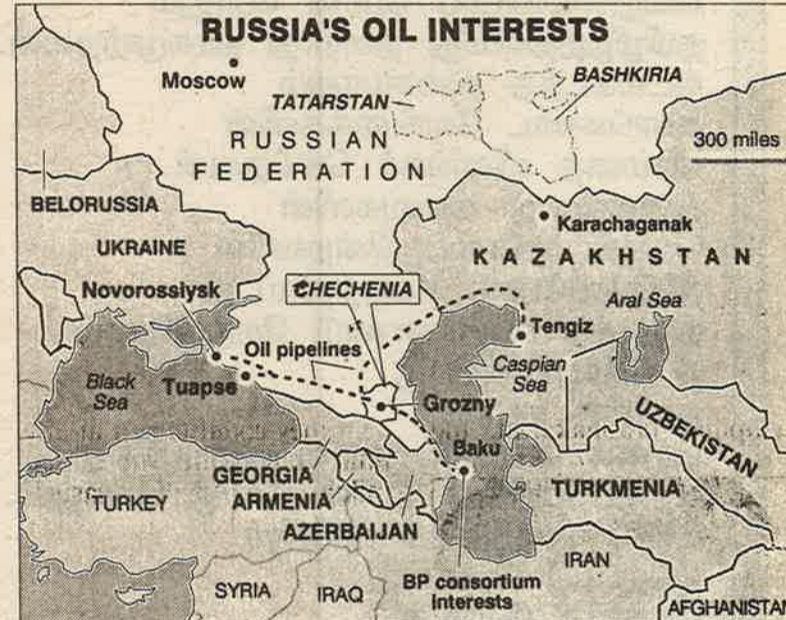 RUSSIA'S OIL INTERESTS
Moscow
BASHKIRIA
TATARSTAN
RUSSIAN
FEDERATION
300 miles
BELORUSSIA
Karachaganak
UKRAINE
KAZAKHSTAN
Novorossiysk
CHECHENIA
Aral Sea
Oil pipelines
Tengiz
Black
Sea
Caspian
Sea
Tuapse
Grozny
UZBEKISTAN
Baku
GEORGIA
ARMENIA
TURKMENIA
TURKEY
AZERBAIJAN
IRAN
SYRIA
IRAQ
BP consortium
Interests
AFGHANISTAN